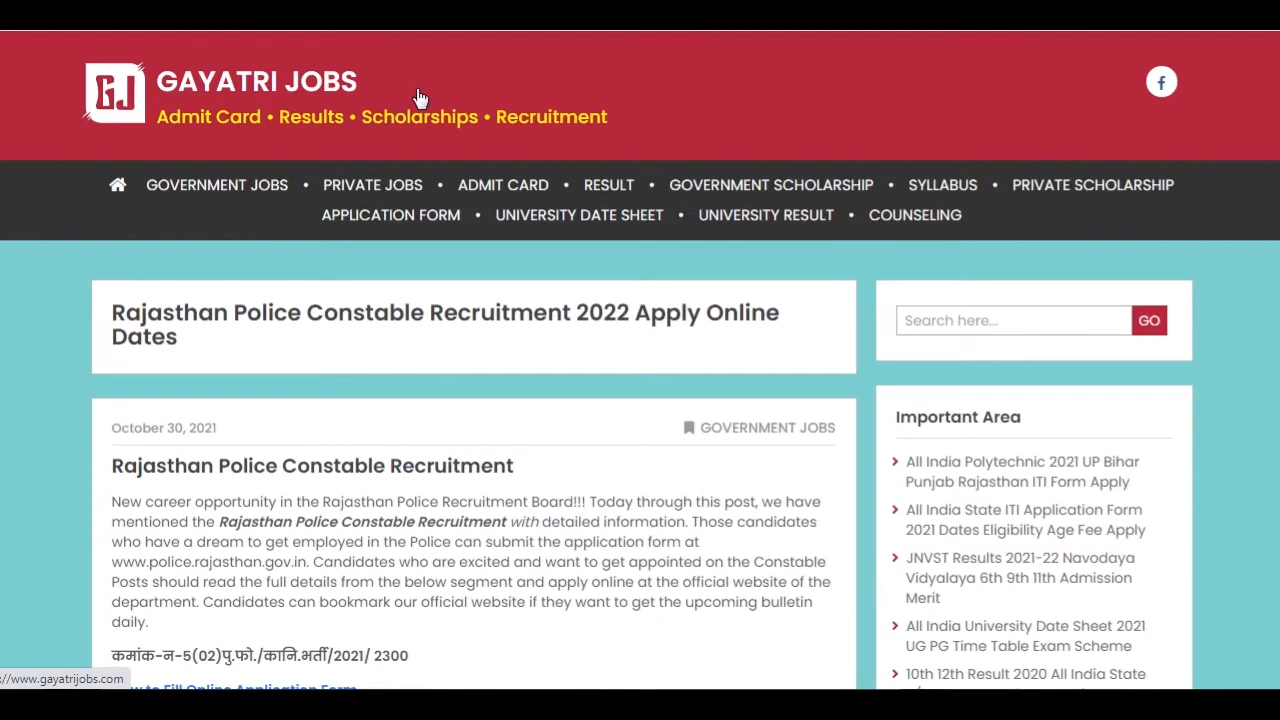 GJ
GAYATRI JOBS
Admit Card • Results • Scholarships • Recruitment
GOVERNMENT JOBS • PRIVATE JOBS • ADMIT CARD • RESULT • GOVERNMENT SCHOLARSHIP • SYLLABUS • PRIVATE SCHOLARSHIP
APPLICATION FORM • UNIVERSITY DATE SHEET • UNIVERSITY RESULT • COUNSELING
Rajasthan Police Constable Recruitment 2022 Apply Online
Dates
October 30, 2021
GOVERNMENT JOBS
Rajasthan Police Constable Recruitment
New career opportunity in the Rajasthan Police Recruitment Board!!! Today through this post, we have
mentioned the Rajasthan Police Constable Recruitment with detailed information. Those candidates
who have a dream to get employed in the Police can submit the application form at
www.police.rajasthan.gov.in. Candidates who are excited and want to get appointed on the Constable
Posts should read the full details from the below segment and apply online at the official website of the
department. Candidates can bookmark our official website if they want to get the upcoming bulletin
daily.
कमांक-न-5(02)पु.फो./कानि.भर्ती/2021/ 2300
to Fill Online Application Form
Search here...
GO
Important Area
All India Polytechnic 2021 UP Bihar
Punjab Rajasthan ITI Form Apply
All India State ITI Application Form
2021 Dates Eligibility Age Fee Apply
JNVST Results 2021-22 Navodaya
Vidyalaya 6th 9th 11th Admission
Merit
All India University Date Sheet 2021
UG PG Time Table Exam Scheme
10th 12th Result 2020 All India State
://www.gayatrijobs.com